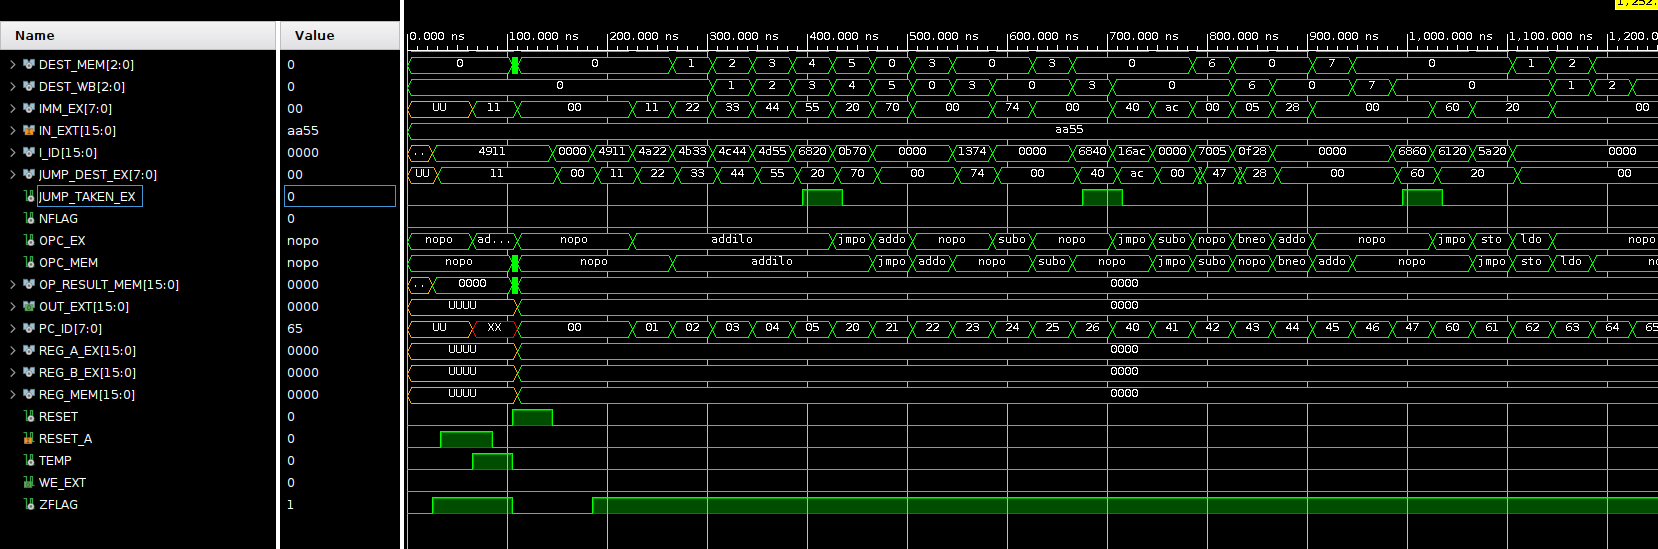 1,252.
Name Value
0.000 ns 100.000 ns 200.000 ns 300.000 ns 400.000 ns 500.000 ns 600.000 ns 700.000 ns 800.000 ns 900.000 ns 1,000.000 ns 1,100.000 ns 1,200.0
DEST_MEM[2:0] 0 0 0 1 2 3 4 5 0 3 0 3 0 6 0 7 0 1 2
DEST_WB[2:0] 0 0 1 2 3 4 5 0 3 0 3 0 6 0 7 0 1 2
IMM_EX[7:0] 00 UU 11 00 11 22 33 44 55 20 70 00 74 00 40 ac 00 05 28 00 60 20 00
IN_EXT[15:0] aa55 aa55
I_ID[15:0] 0000 .. 4911 0000 4911 4a22 4b33 4c44 4d55 6820 0b70 0000 1374 0000 6840 16ac 0000 7005 0f28 0000 6860 6120 5a20 0000
JUMP_DEST_EX[7:0] 00 UU 11 00 11 22 33 44 55 20 70 00 74 00 40 ac 00 47 28 00 60 20 00
JUMP_TAKEN_EX 0
NFLAG 0
OPC_EX nopo nopo ad... nopo addilo jmpo addo nopo subo nopo jmpo subo nopo bneo addo nopo jmpo sto ldo nopo
OPC_MEM nopo nopo nopo addilo jmpo addo nopo subo nopo jmpo subo nopo bneo addo nopo jmpo sto ldo nc
OP_RESULT_MEM[15:0] 0000 .. 0000 0000
OUT_EXT[15:0] 0000 UUUU 0000
PC_ID[7:0] 65 UU XX 00 01 02 03 04 05 20 21 22 23 24 25 26 40 41 42 43 44 45 46 47 60 61 62 63 64 65
REG_A_EX[15:0] 0000 UUUU 0000
REG_B_EX[15:0] 0000 UUUU 0000
REG_MEM[15:0] 0000 UUUU 0000
RESET 0
RESET_A 0
TEMP 0
WE_EXT 0
ZFLAG 1